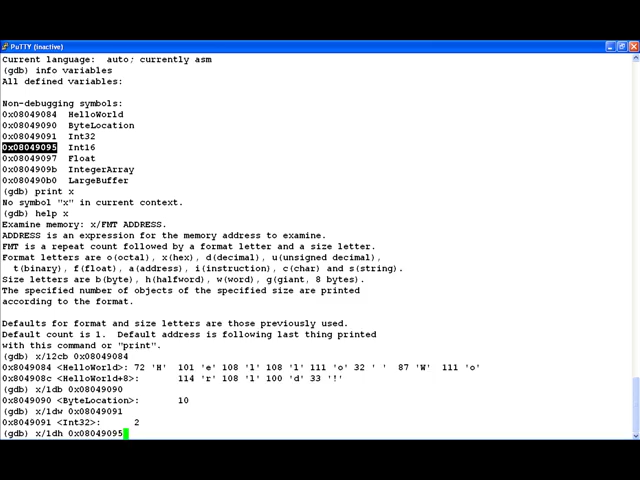 PuTTY (inactive)
Current language:  auto; currently asm
(gdb) info variables
All defined variables:
Non-debugging symbols:
0x08049084  HelloWorld
0x08049090  ByteLocation
0x08049091  Int32
0x08049095  Int16
0x08049097  Float
0x0804909b  IntegerArray
0x080490b0  LargeBuffer
(gdb) print x
No symbol "x" in current context.
(gdb) help x
Examine memory: x/FMT ADDRESS.
ADDRESS is an expression for the memory address to examine.
FMT is a repeat count followed by a format letter and a size letter.
Format letters are o(octal), x(hex), d(decimal), u(unsigned decimal),
t(binary), f(float), a(address), i(instruction), c(char) and s(string).
Size letters are b(byte), h(halfword), w(word), g(giant, 8 bytes).
The specified number of objects of the specified size are printed
according to the format.
Defaults for format and size letters are those previously used.
Default count is 1.  Default address is following last thing printed
with this command or "print".
(gdb) x/12cb 0x08049084
0x8049084 <HelloWorld>: 72 'H'  101 'e' 108 'l' 108 'l' 111 'o' 32 ' '  87 'W'  111 'o'
0x804908c <HelloWorld+8>:       114 'r' 108 'l' 100 'd' 33 '!'
(gdb) x/1db 0x08049090
0x8049090 <ByteLocation>:       10
(gdb) x/1dw 0x08049091
0x8049091 <Int32>:      2
(gdb) x/1dh 0x08049095